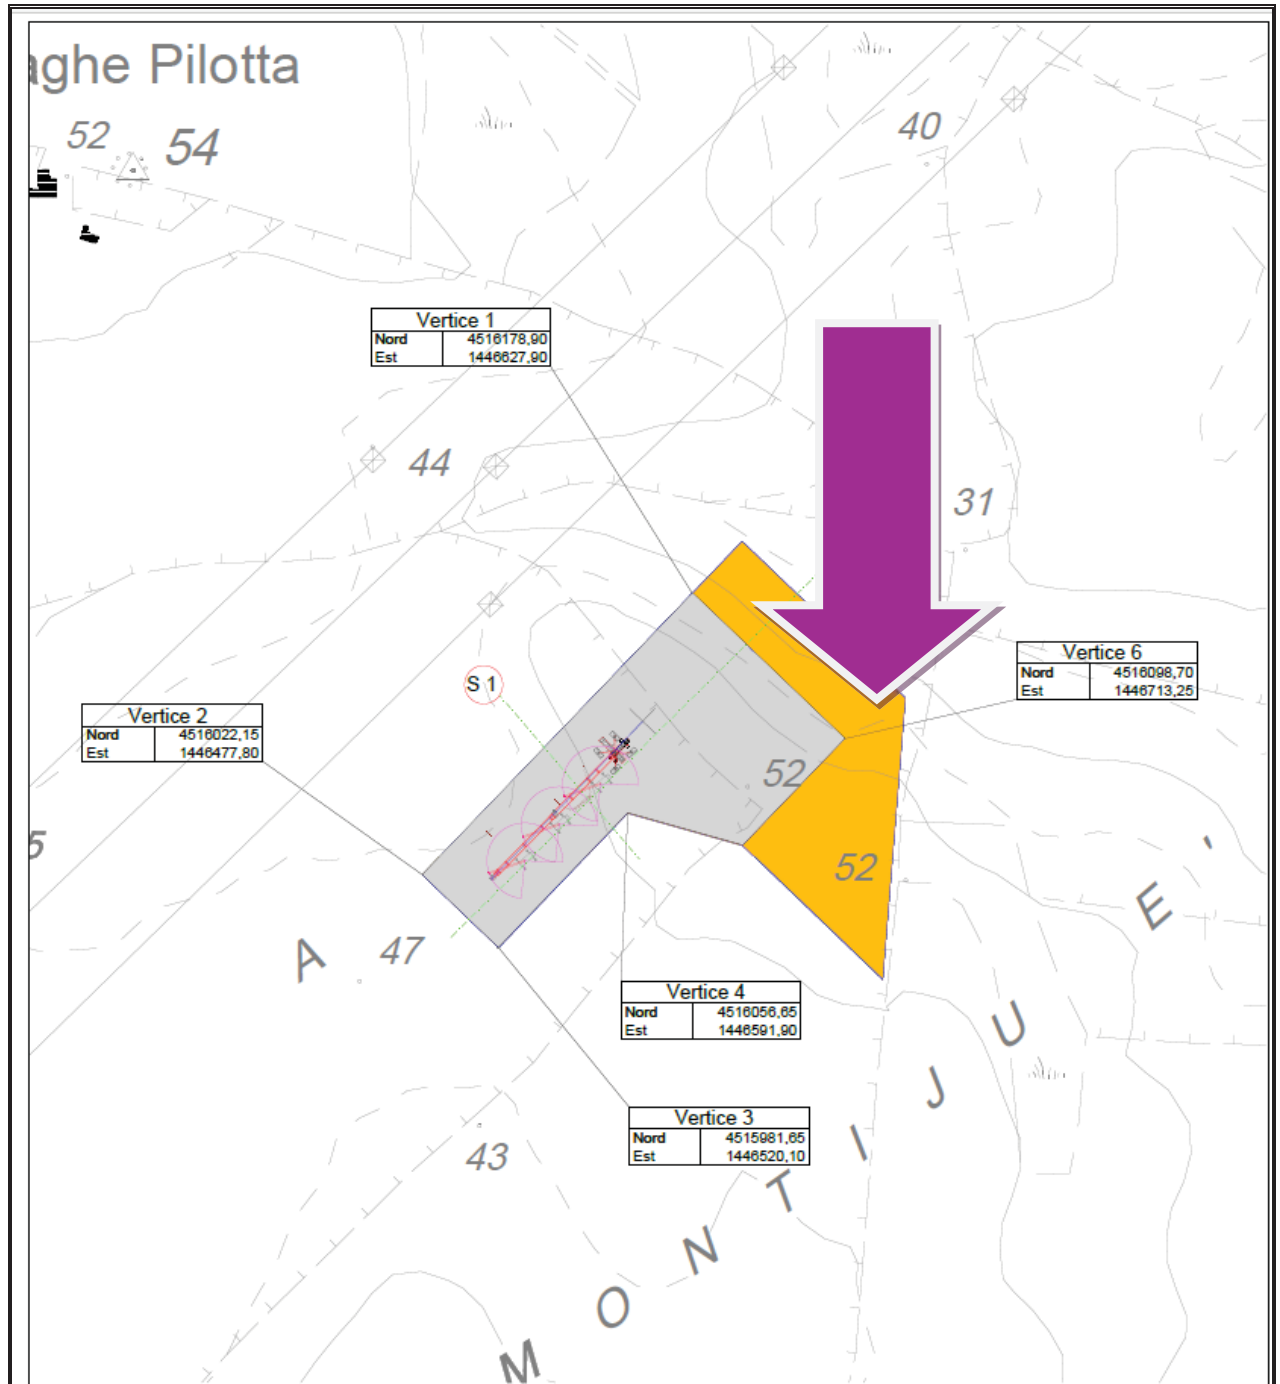 aghe Pilotta
52
54
40
Vertice 1
Nord 4516178,90
Est 1446627,90
44
31
Vertice 6
Nord 4516098,70
Est 1446713,25
S 1
Vertice 2
Nord 4516022,15
Est 1446477,80
52
5
52
E'
A
47
Vertice 4
Nord 4516056,65
Est 1446591,90
Vertice 3
Nord 4515981,65
Est 1446520,10
43
MONTIJU